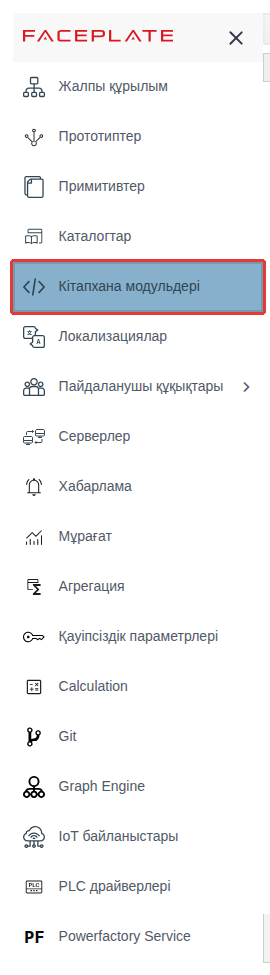 FACEPLATE
Жалпы құрылым
Прототиптер
Примитивтер
Каталогтар
Кітапхана модульдері
Локализациялар
Пайдаланушы құқықтары
Серверлер
Хабарлама
Мұрағат
Агрегация
Қауіпсіздік параметрлері
Calculation
Git
Graph Engine
IoT байланыстары
PLC драйверлері
PF Powerfactory Service